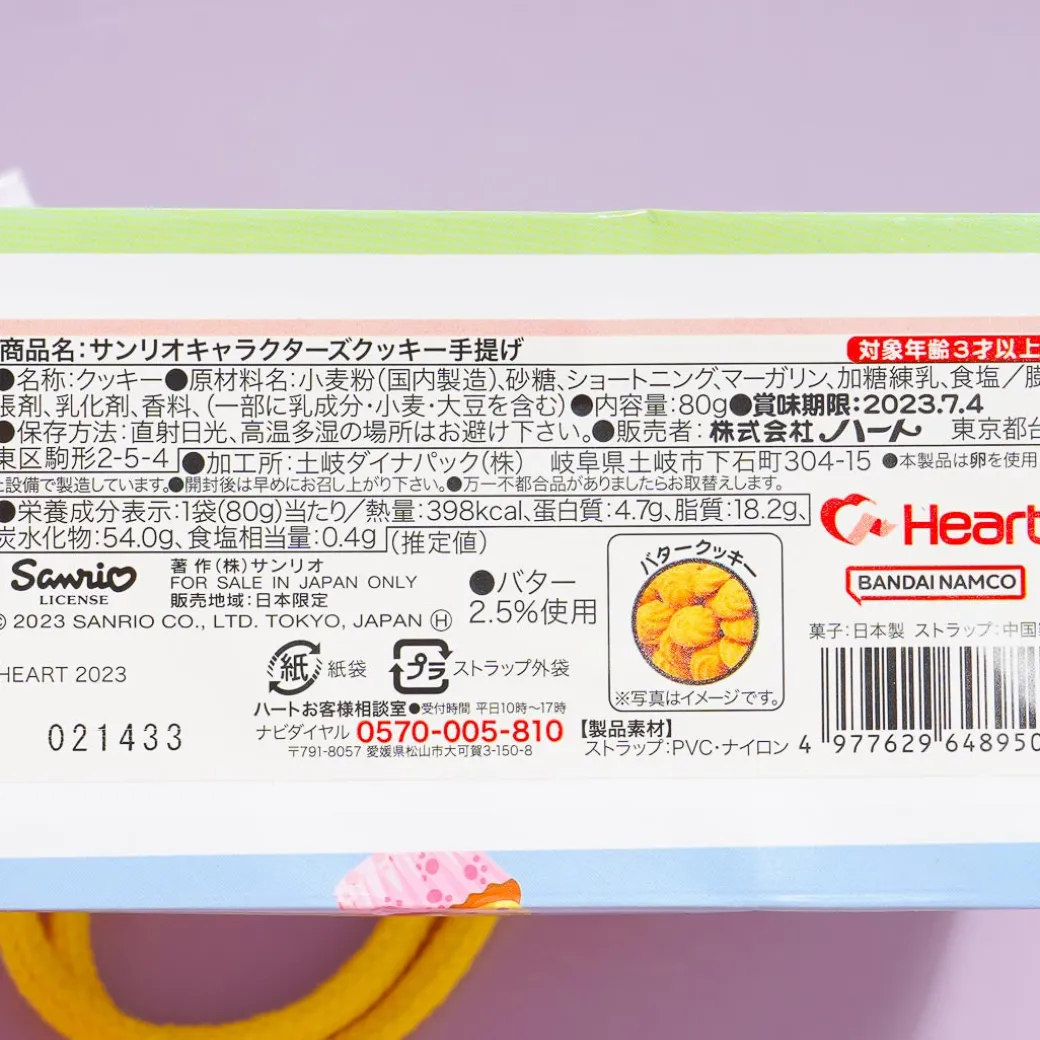 商品名:サンリオキャラクターズクッキー手提げ
対象年齢3才以上
●名称:クッキー●原材料名:小麦粉(国内製造)、砂糖、ショートニング、マーガリン、加糖練乳、食塩/膨
張剤、乳化剤、香料、(一部に乳成分・小麦・大豆を含む)●内容量:80g●賞味期限:2023.7.4
●保存方法:直射日光、高温多湿の場所はお避け下さい。●販売者:株式会社ハート 東京都台
東区駒形2-5-4 ●加工所:土岐ダイナパック(株) 岐阜県土岐市下石町304-15 ●本製品は卵を使用
た設備で製造しています。●開封後は早めにお召し上がり下さい。●万一不都合品がありましたらお取替えします。
●栄養成分表示:1袋(80g)当たり/熱量:398kcal、蛋白質:4.7g、脂質:18.2g、
炭水化物:54.0g、食塩相当量:0.4g (推定値)
Heart
BANDAI NAMCO
Sanrio
LICENSE
著作(株)サンリオ
FOR SALE IN JAPAN ONLY
販売地域:日本限定
© 2023 SANRIO CO., LTD. TOKYO, JAPAN Ⓗ
●バター
2.5%使用
バタークッキー
※写真はイメージです。
菓子:日本製 ストラップ:中国製
HEART 2023
紙 紙袋
プラ ストラップ外袋
021433
ハートお客様相談室●受付時間 平日10時〜17時
ナビダイヤル 0570-005-810
〒791-8057 愛媛県松山市大可賀3-150-8
【製品素材】
ストラップ:PVC・ナイロン
4 977629 648950